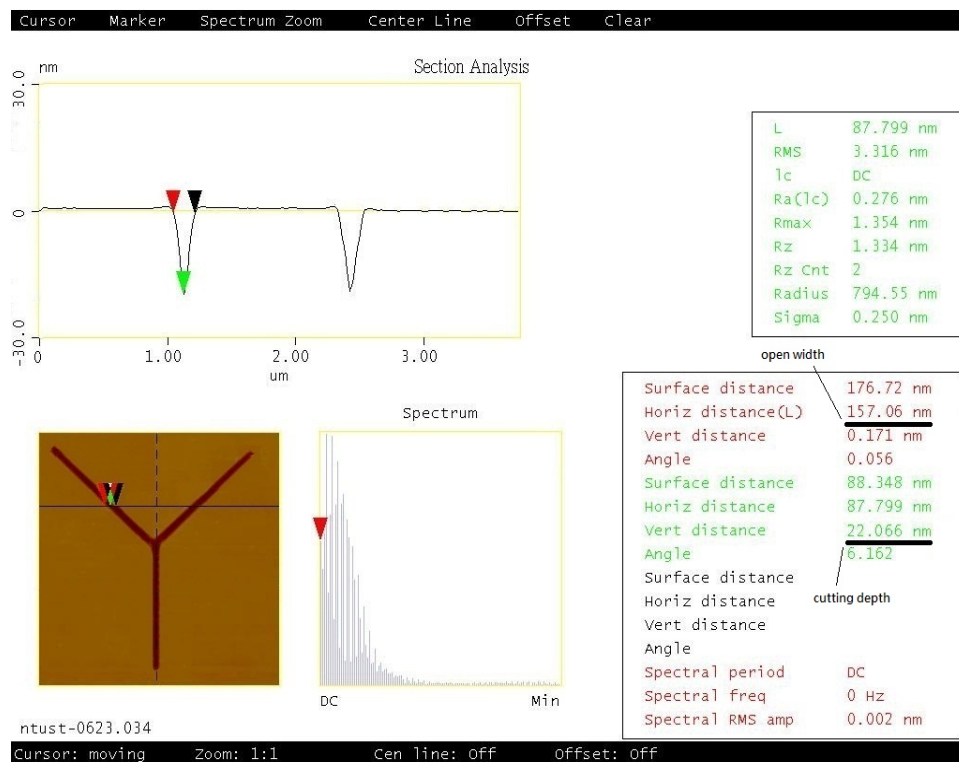 Cursor Marker Spectrum Zoom Center Line Offset Clear
nm
Section Analysis
30.0
0
-30.0
0 1.00 2.00 3.00
um
L 87.799 nm
RMS 3.316 nm
lc DC
Ra(lc) 0.276 nm
Rmax 1.354 nm
Rz 1.334 nm
Rz Cnt 2
Radius 794.55 nm
Sigma 0.250 nm
open width
Surface distance 176.72 nm
Horiz distance(L) 157.06 nm
Vert distance 0.171 nm
Angle 0.056
Surface distance 88.348 nm
Horiz distance 87.799 nm
Vert distance 22.066 nm
Angle 6.162
Surface distance
Horiz distance
cutting depth
Vert distance
Angle
Spectral period DC
Spectral freq 0 Hz
Spectral RMS amp 0.002 nm
Spectrum
DC Min
ntust-0623.034
Cursor: moving Zoom: 1:1 Cen line: Off Offset: Off